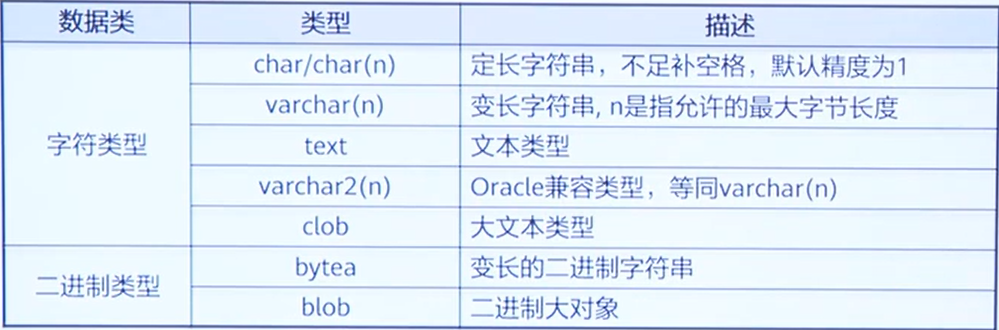 数据类 类型 描述
char/char(n) 定长字符串，不足补空格，默认精度为1
varchar(n) 变长字符串, n是指允许的最大字节长度
字符类型 text 文本类型
varchar2(n) Oracle兼容类型，等同varchar(n)
clob 大文本类型
二进制类型 bytea 变长的二进制字符串
blob 二进制大对象